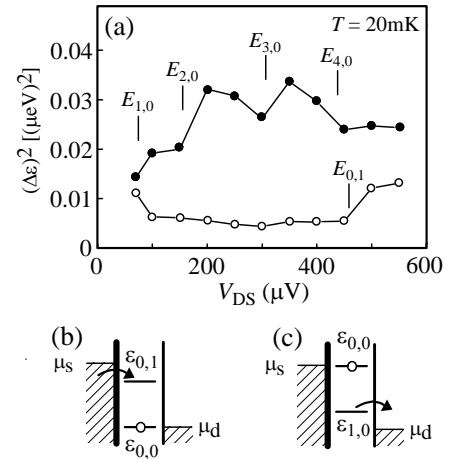 (a)
T = 20mK
(Δε)² [(μeV)²]
0.04
0.03
0.02
0.01
0
E1,0
E2,0
E3,0
E4,0
E0,1
0 200 400 600
VDS (μV)
(b)
μs
ε0,1
ε0,0
μd
(c)
μs
ε0,0
ε1,0
μd